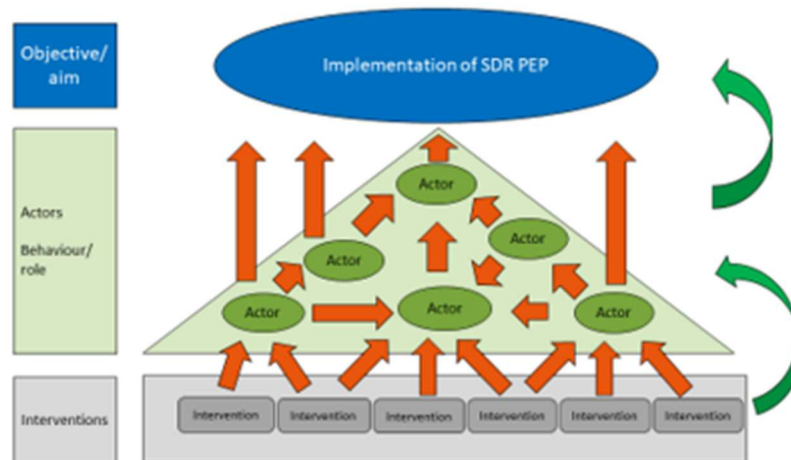 Objective/
aim
Implementation of SDR PEP
Actors
Behaviour/
role
Actor
Actor
Actor
Actor
Actor
Actor
Interventions
Intervention
Intervention
Intervention
Intervention
Intervention
Intervention